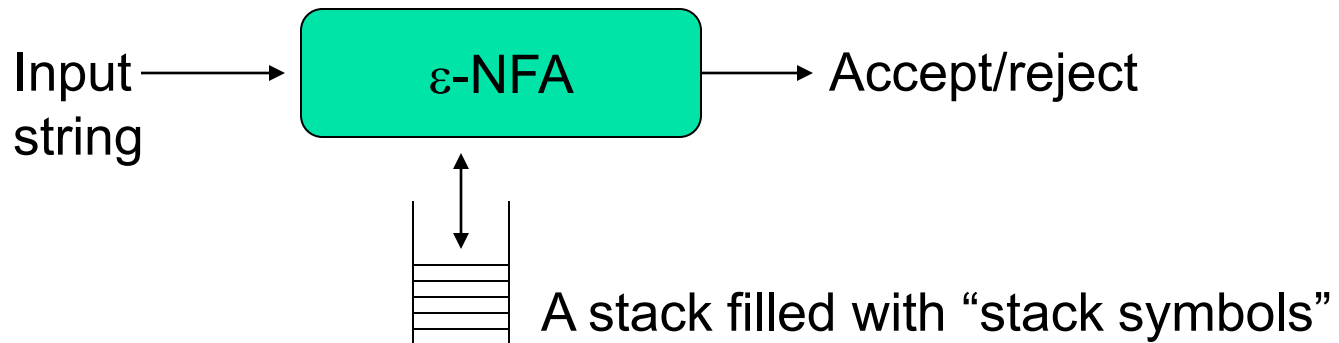 Input
string
ε-NFA
Accept/reject
A stack filled with “stack symbols”